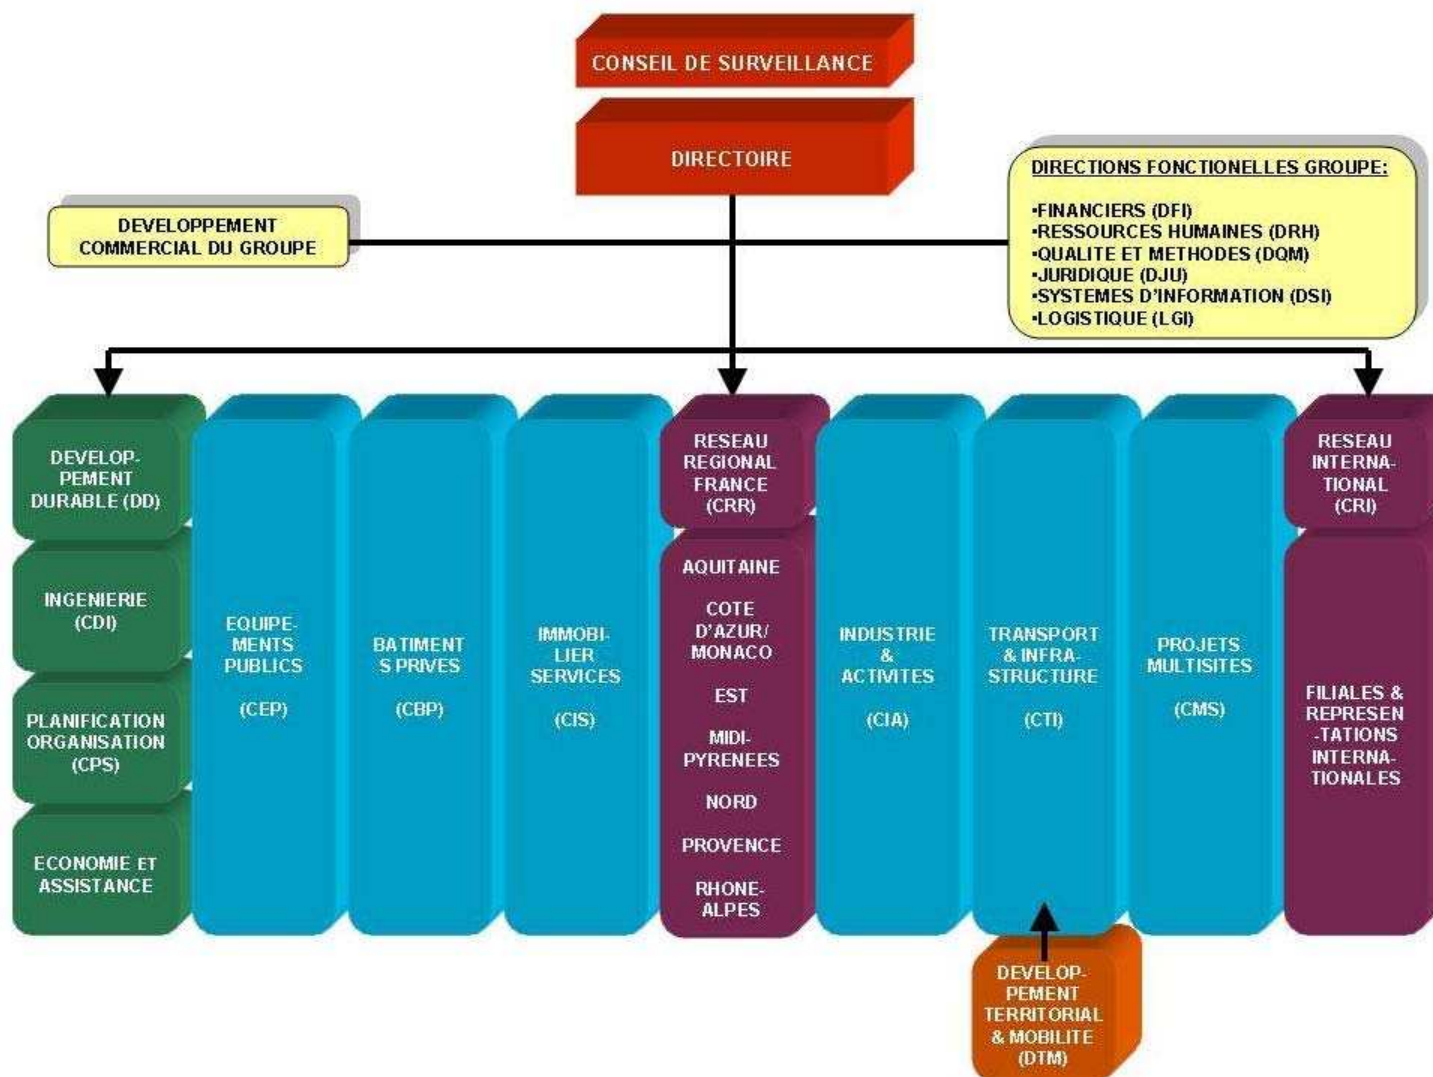 CONSEIL DE SURVEILLANCE
DIRECTOIRE
DEVELOPPEMENT
COMMERCIAL DU GROUPE
DIRECTIONS FONCTIONELLES GROUPE:
•FINANCIERS (DFI)
•RESSOURCES HUMAINES (DRH)
•QUALITE ET METHODES (DQM)
•JURIDIQUE (DJU)
•SYSTEMES D'INFORMATION (DSI)
•LOGISTIQUE (LGI)
DEVELOP-
PEMENT
DURABLE (DD)
INGENIERIE
(CDI)
PLANIFICATION
ORGANISATION
(CPS)
ECONOMIE ET
ASSISTANCE
EQUIPE-
MENTS
PUBLICS
(CEP)
BATIMENT
S PRIVES
(CBP)
IMMOBI-
LIER
SERVICES
(CIS)
RESEAU
REGIONAL
FRANCE
(CRR)
AQUITAINE
COTE
D'AZUR/
MONACO
EST
MIDI-
PYRENEES
NORD
PROVENCE
RHONE-
ALPES
INDUSTRIE
&
ACTIVITES
(CIA)
TRANSPORT
& INFRA-
STRUCTURE
(CTI)
DEVELOP-
PEMENT
TERRITORIAL
& MOBILITE
(DTM)
PROJETS
MULTISITES
(CMS)
RESEAU
INTERNA-
TIONAL
(CRI)
FILIALES &
REPRESEN
-TATIONS
INTERNA-
TIONALES